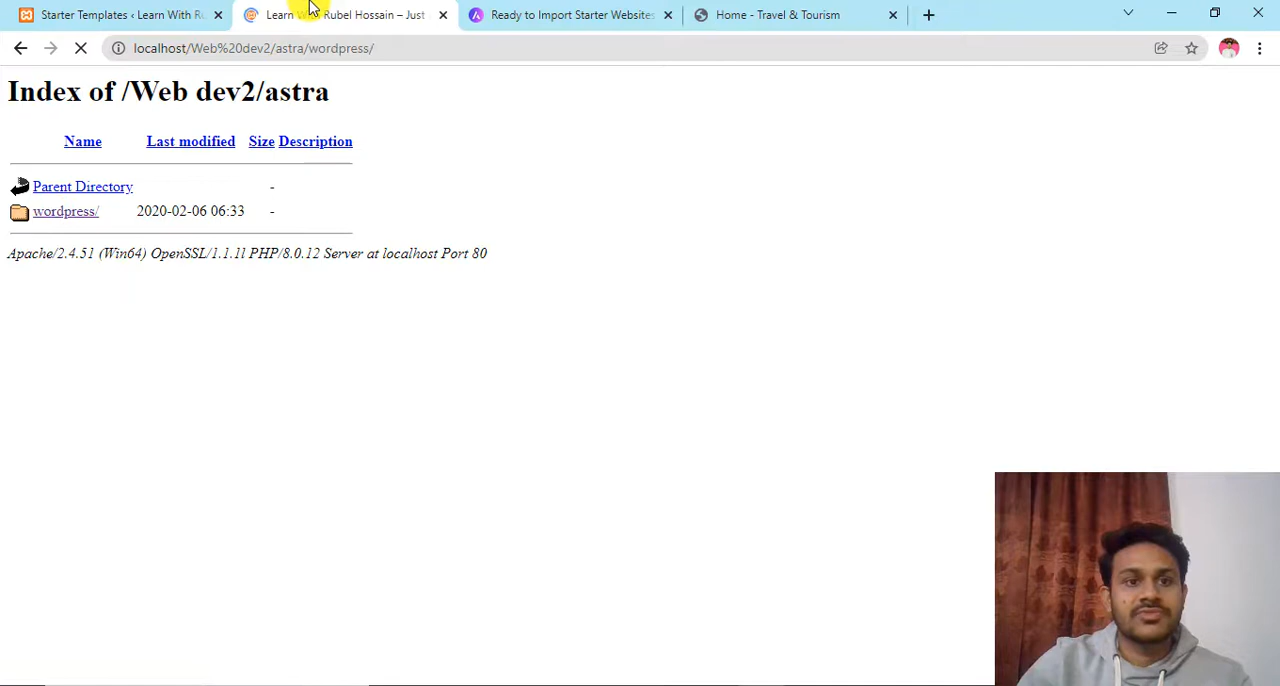 Starter Templates ‹ Learn With Ru
Learn With Rubel Hossain – Just
Ready to Import Starter Websites
Home - Travel & Tourism
localhost/Web%20dev2/astra/wordpress/
Index of /Web dev2/astra
Name Last modified Size Description
Parent Directory -
wordpress/ 2020-02-06 06:33 -
Apache/2.4.51 (Win64) OpenSSL/1.1.1l PHP/8.0.12 Server at localhost Port 80